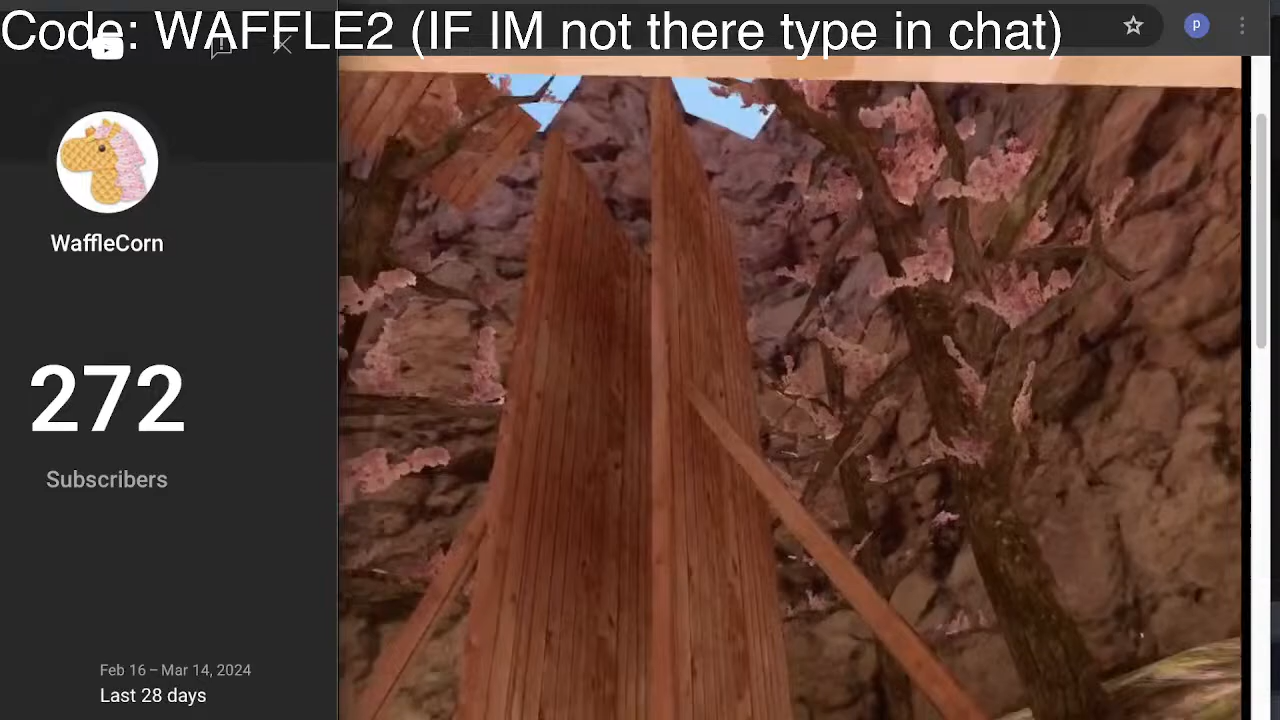 Code: WAFFLE2 (IF IM not there type in chat)
P
WaffleCorn
272
Subscribers
Feb 16 – Mar 14, 2024
Last 28 days